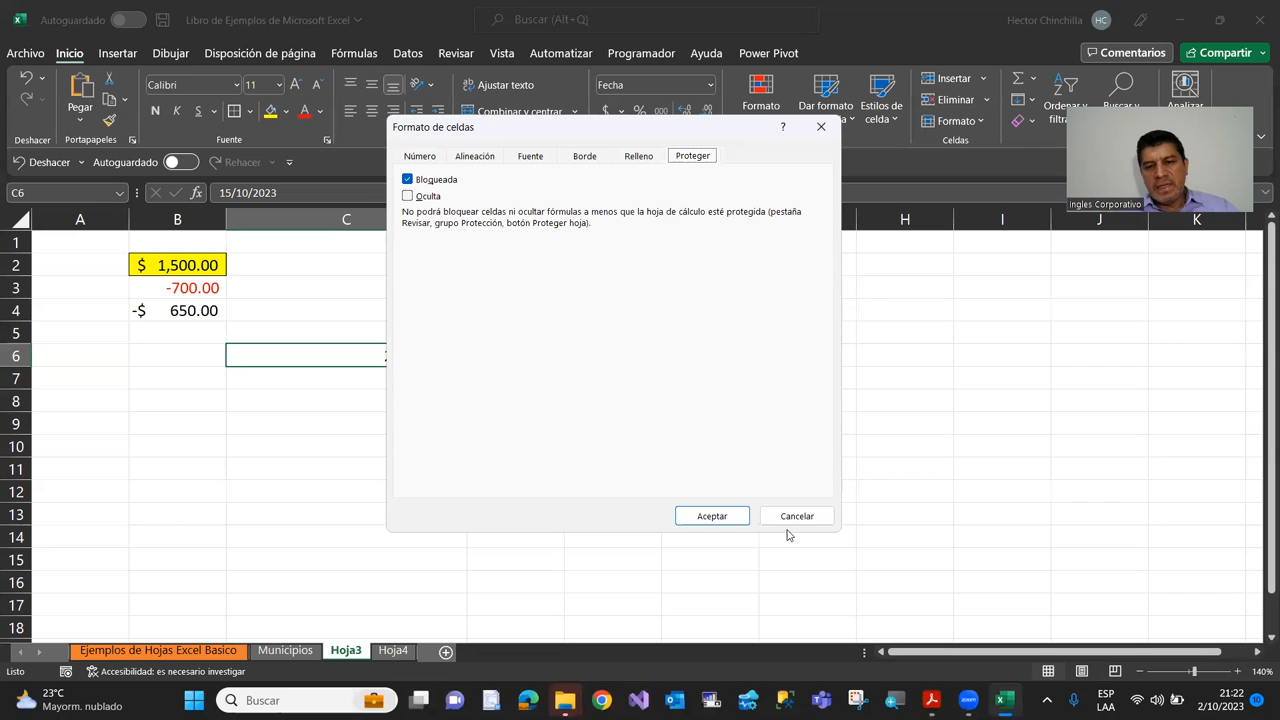 Autoguardado
Libro de Ejemplos de Microsoft Excel
Buscar (Alt+Q)
Hector Chinchilla
HC
Archivo
Inicio
Insertar
Dibujar
Disposición de página
Fórmulas
Datos
Revisar
Vista
Automatizar
Programador
Ayuda
Power Pivot
Comentarios
Compartir
Pegar
Calibri
11
N
K
S
Ajustar texto
Combinar y centrar
Fecha
Formato
Dar formato
Estilos de
celdas
Insertar
Eliminar
Formato
Ordenar y
Analizar
Deshacer
Portapapeles
Fuente
Celdas
Deshacer
Autoguardado
Rehacer
C6
fx
15/10/2023
A
B
C
H
I
J
K
1
2
$ 1,500.00
3
-700.00
4
-$ 650.00
5
6
7
8
9
10
11
12
13
14
15
16
17
18
Formato de celdas
Número
Alineación
Fuente
Borde
Relleno
Proteger
Bloqueada
Oculta
No podrá bloquear celdas ni ocultar fórmulas a menos que la hoja de cálculo esté protegida (pestaña
Revisar, grupo Protección, botón Proteger hoja).
Aceptar
Cancelar
Ingles Corporativo
Ejemplos de Hojas Excel Basico
Municipios
Hoja3
Hoja4
Listo
Accesibilidad: es necesario investigar
140%
23°C
Mayorm. nublado
Buscar
ESP
LAA
21:22
2/10/2023